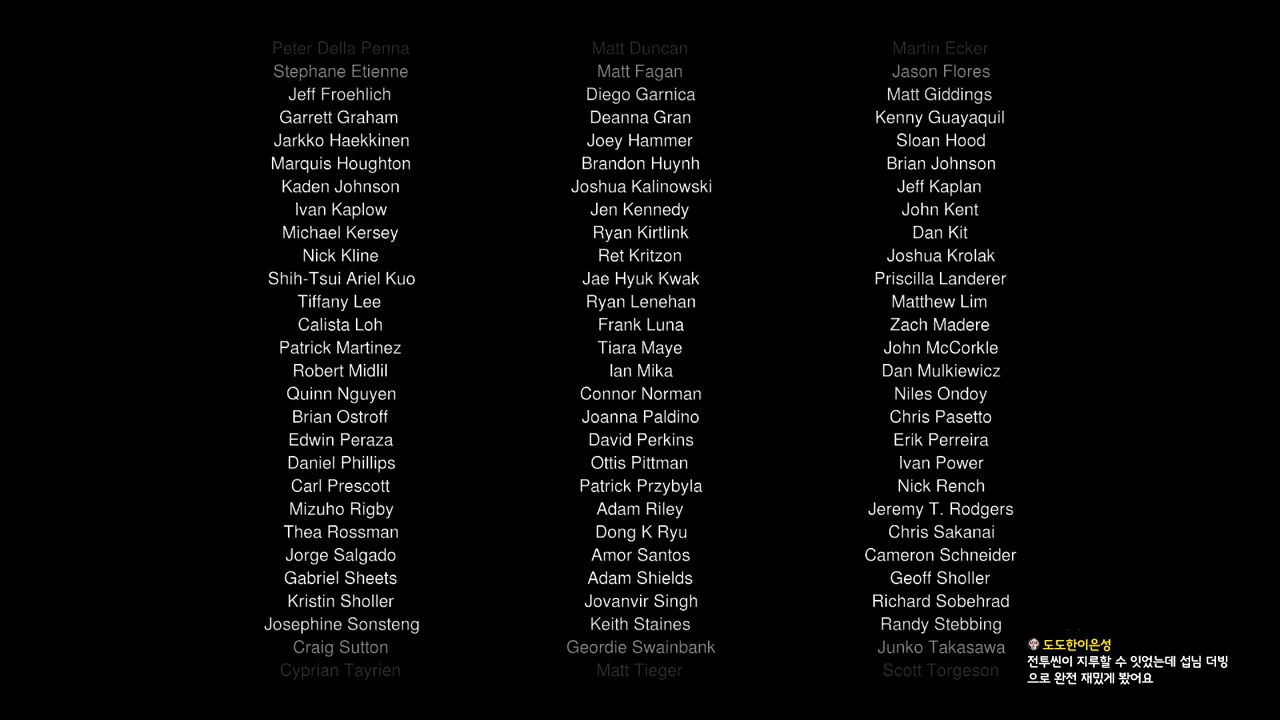 Peter Della Penna
Stephane Etienne
Jeff Froehlich
Garrett Graham
Jarkko Haekkinen
Marquis Houghton
Kaden Johnson
Ivan Kaplow
Michael Kersey
Nick Kline
Shih-Tsui Ariel Kuo
Tiffany Lee
Calista Loh
Patrick Martinez
Robert Midlil
Quinn Nguyen
Brian Ostroff
Edwin Peraza
Daniel Phillips
Carl Prescott
Mizuho Rigby
Thea Rossman
Jorge Salgado
Gabriel Sheets
Kristin Sholler
Josephine Sonsteng
Craig Sutton
Cyprian Tayrien
Matt Duncan
Matt Fagan
Diego Garnica
Deanna Gran
Joey Hammer
Brandon Huynh
Joshua Kalinowski
Jen Kennedy
Ryan Kirtlink
Ret Kritzon
Jae Hyuk Kwak
Ryan Lenehan
Frank Luna
Tiara Maye
Ian Mika
Connor Norman
Joanna Paldino
David Perkins
Ottis Pittman
Patrick Przybyla
Adam Riley
Dong K Ryu
Amor Santos
Adam Shields
Jovanvir Singh
Keith Staines
Geordie Swainbank
Matt Tieger
Martin Ecker
Jason Flores
Matt Giddings
Kenny Guayaquil
Sloan Hood
Brian Johnson
Jeff Kaplan
John Kent
Dan Kit
Joshua Krolak
Priscilla Landerer
Matthew Lim
Zach Madere
John McCorkle
Dan Mulkiewicz
Niles Ondoy
Chris Pasetto
Erik Perreira
Ivan Power
Nick Rench
Jeremy T. Rodgers
Chris Sakanai
Cameron Schneider
Geoff Sholler
Richard Sobehrad
Randy Stebbing
Junko Takasawa
Scott Torgeson
도도한이은성
전투씬이 지루할 수 잇었는데 섭님 더빙
으로 완전 재밌게 봤어요